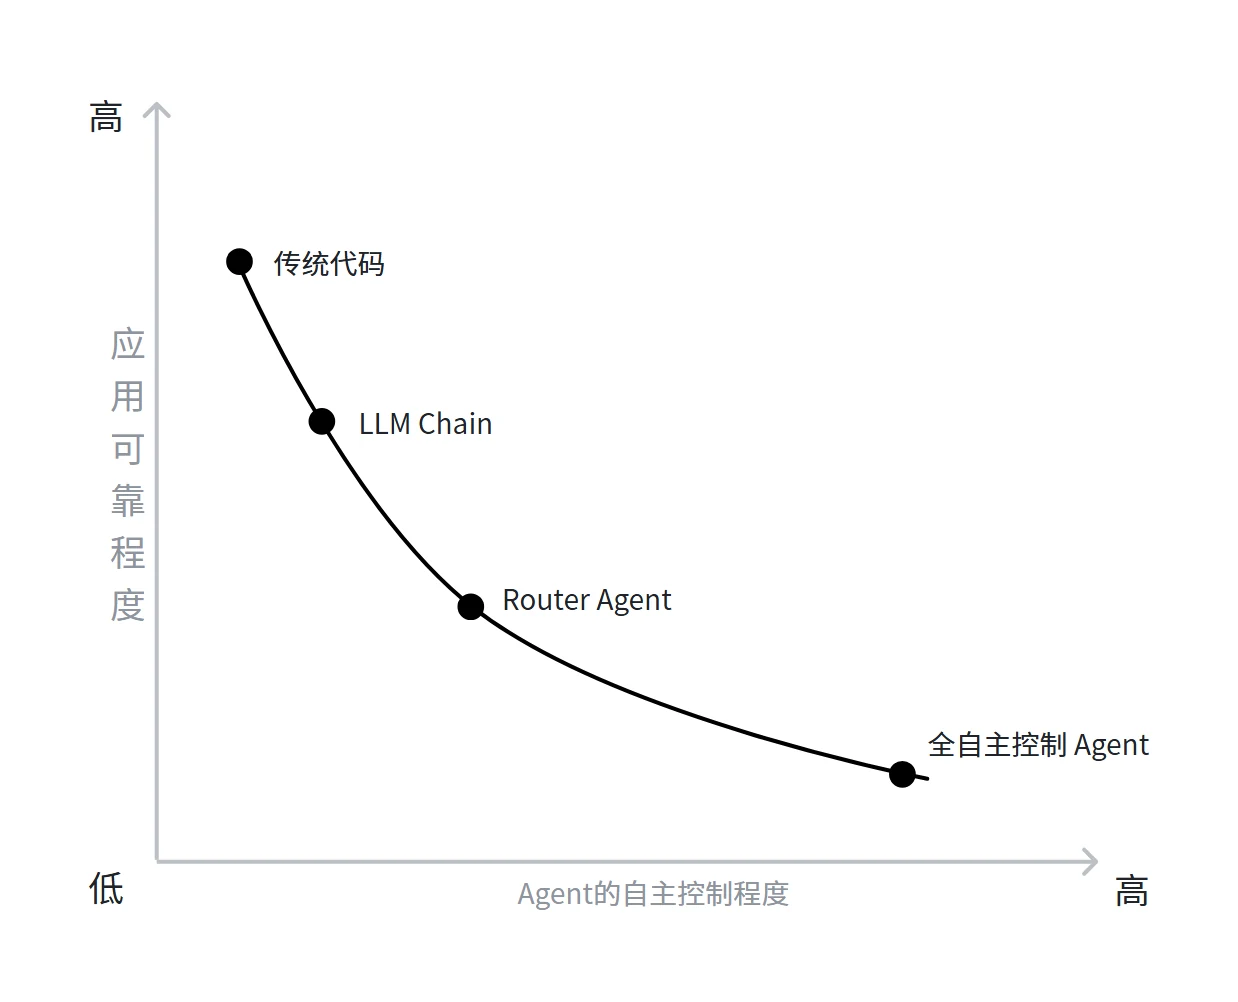 高
传统代码
应用可靠程度
LLM Chain
Router Agent
全自主控制 Agent
低
Agent的自主控制程度
高